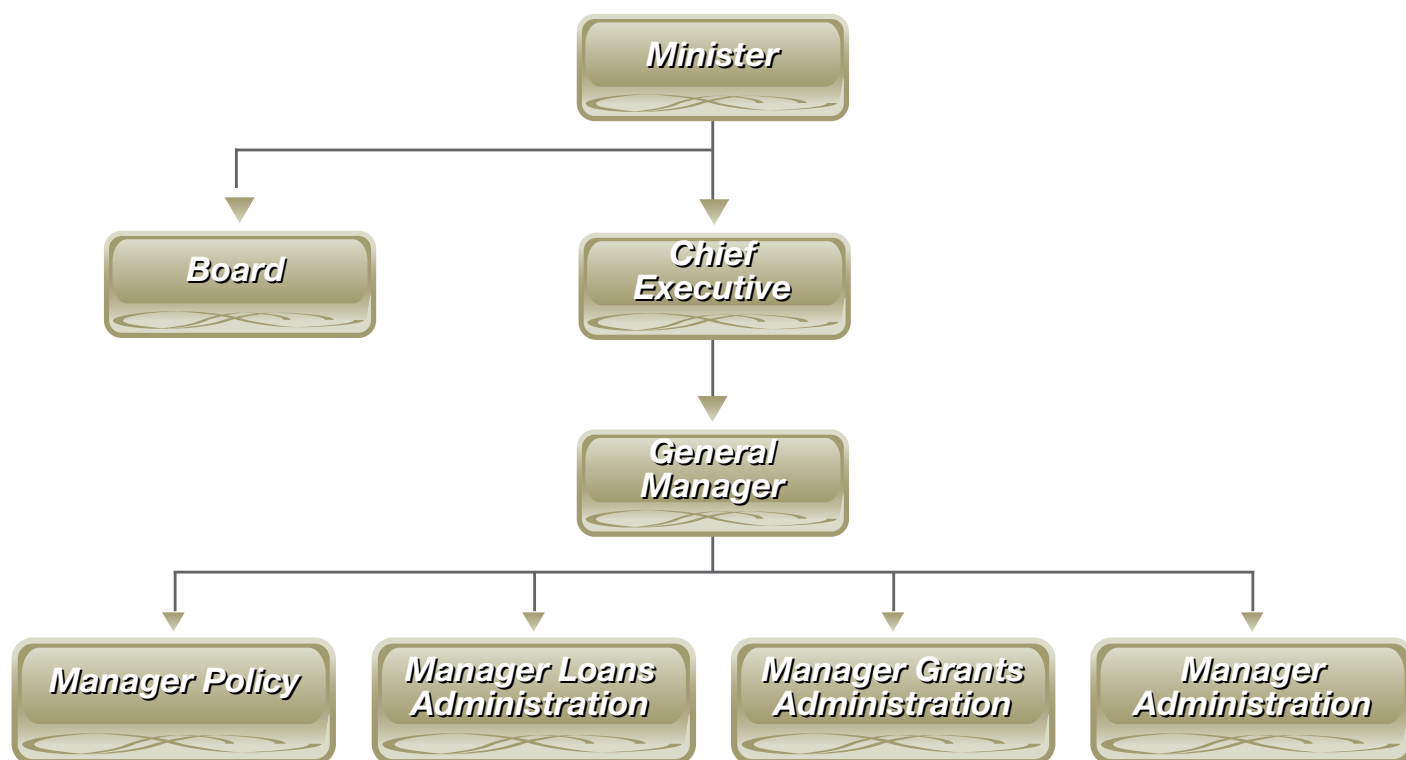 Minister
Board
Chief
Executive
General
Manager
Manager Policy
Manager Loans
Administration
Manager Grants
Administration
Manager
Administration